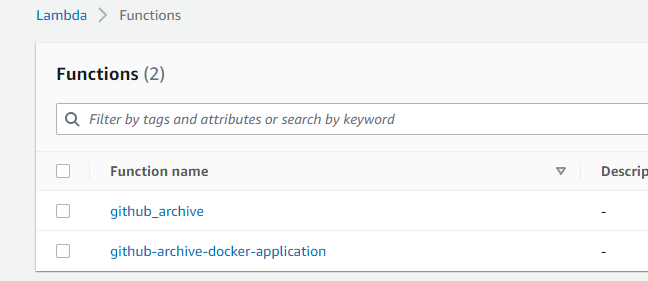 Lambda > Functions
Functions (2)
Filter by tags and attributes or search by keyword
Function name Descrip
github_archive -
github-archive-docker-application -